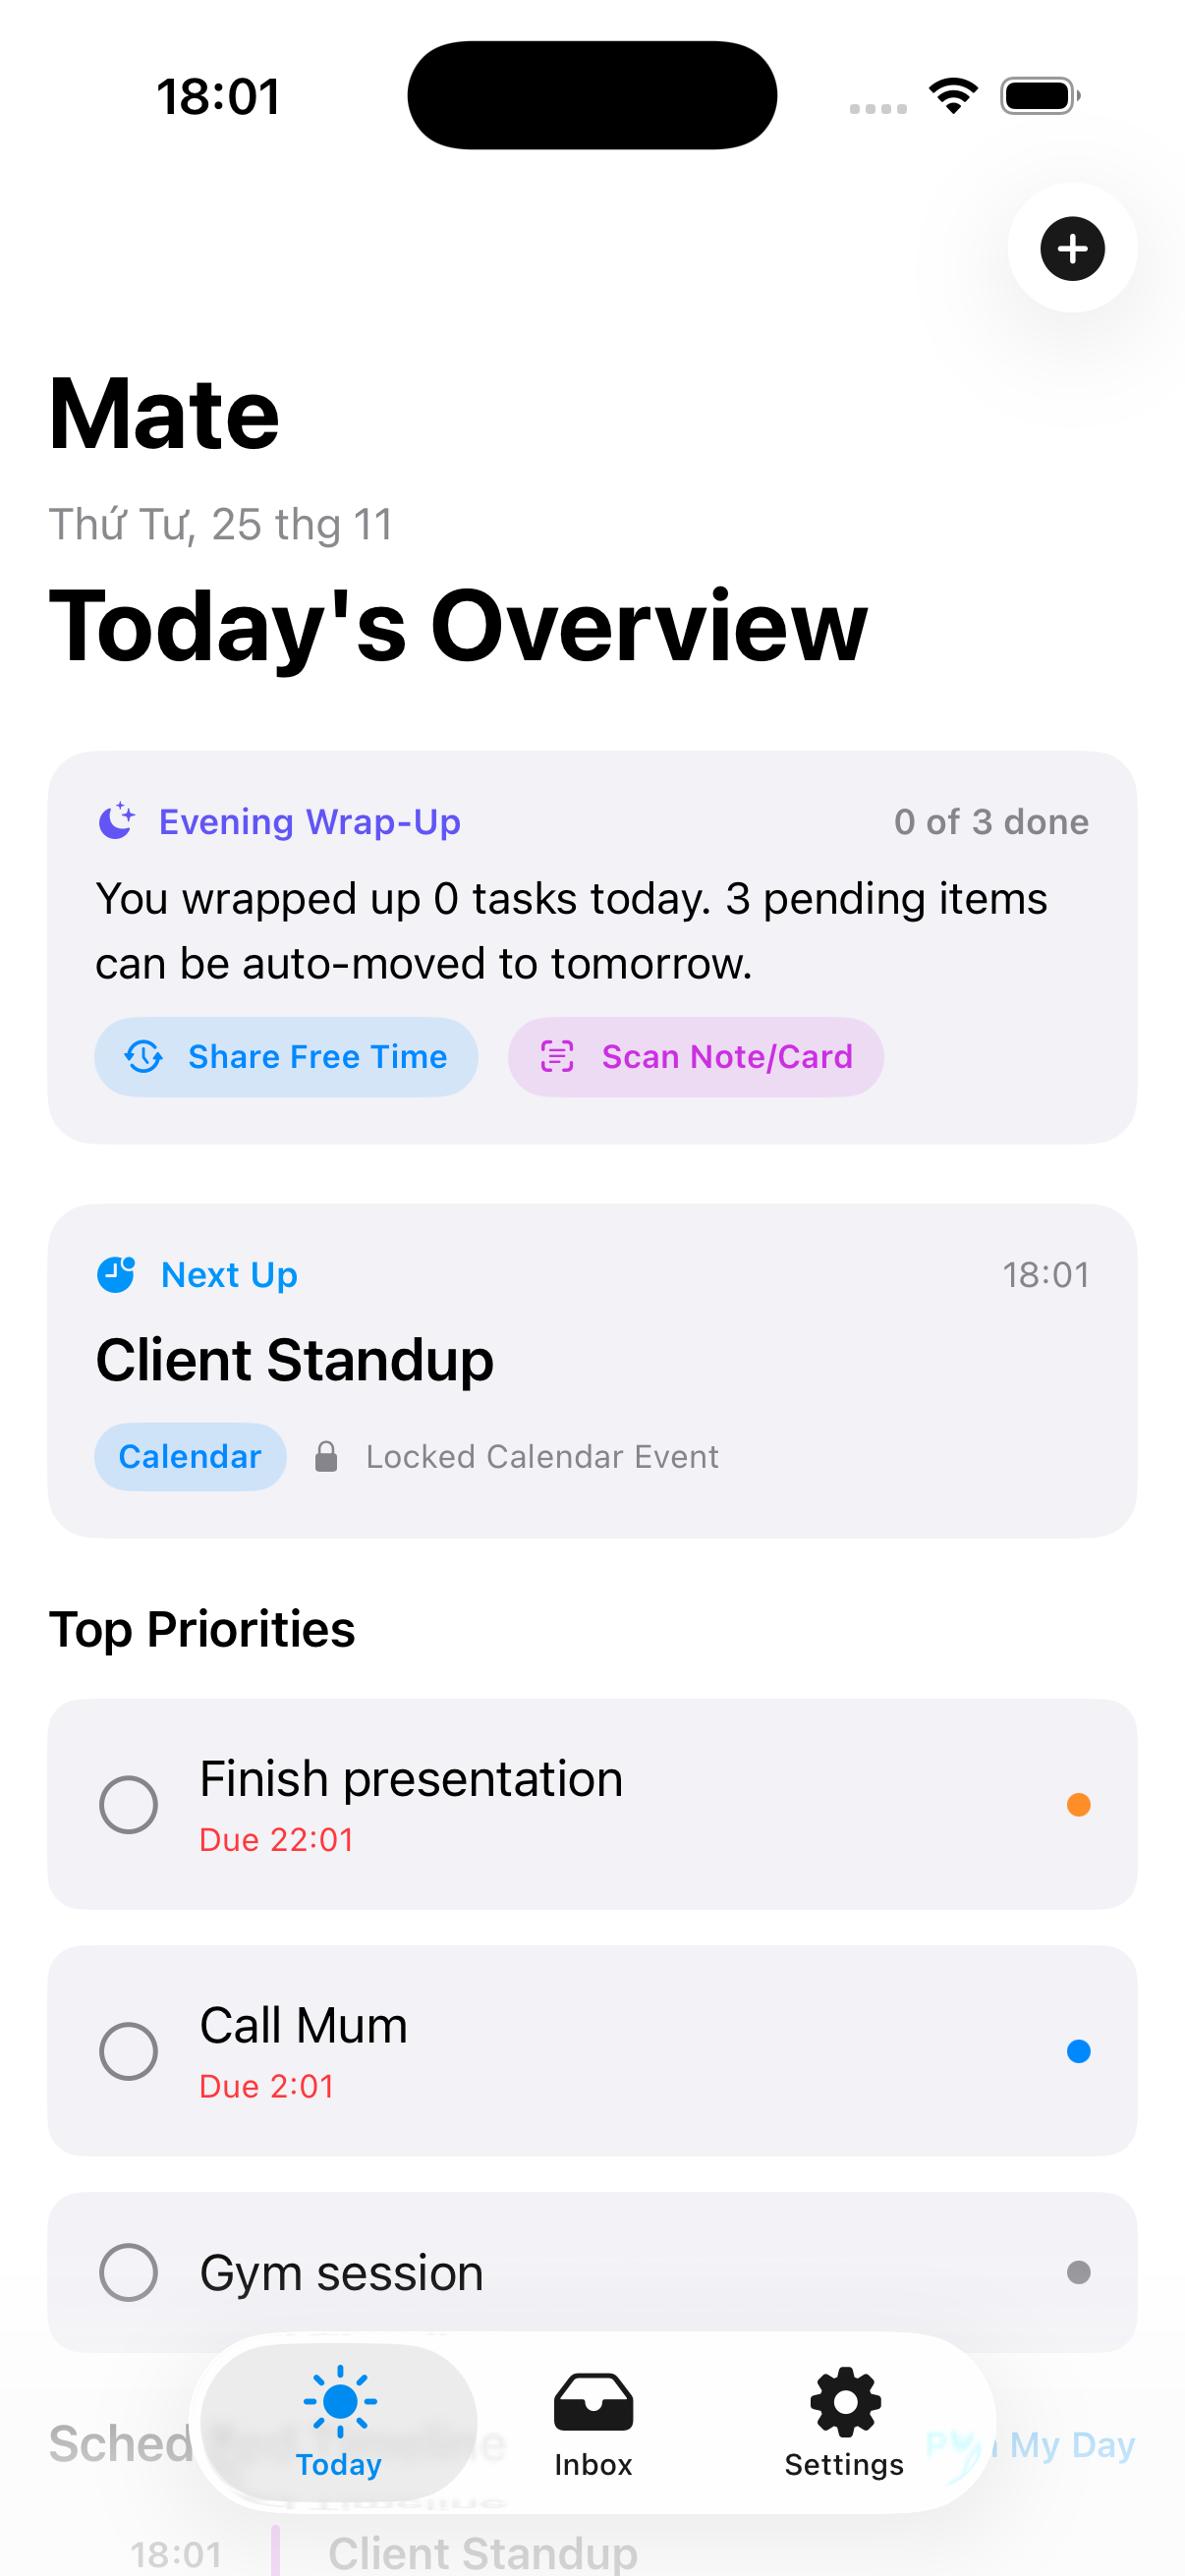 18:01
Mate
Thứ Tư, 25 thg 11
Today's Overview
Evening Wrap-Up
0 of 3 done
You wrapped up 0 tasks today. 3 pending items
can be auto-moved to tomorrow.
Share Free Time
Scan Note/Card
Next Up
18:01
Client Standup
Calendar
Locked Calendar Event
Top Priorities
Finish presentation
Due 22:01
Call Mum
Due 2:01
Gym session
My Day
Today
Inbox
Settings
18:01
Client Standup